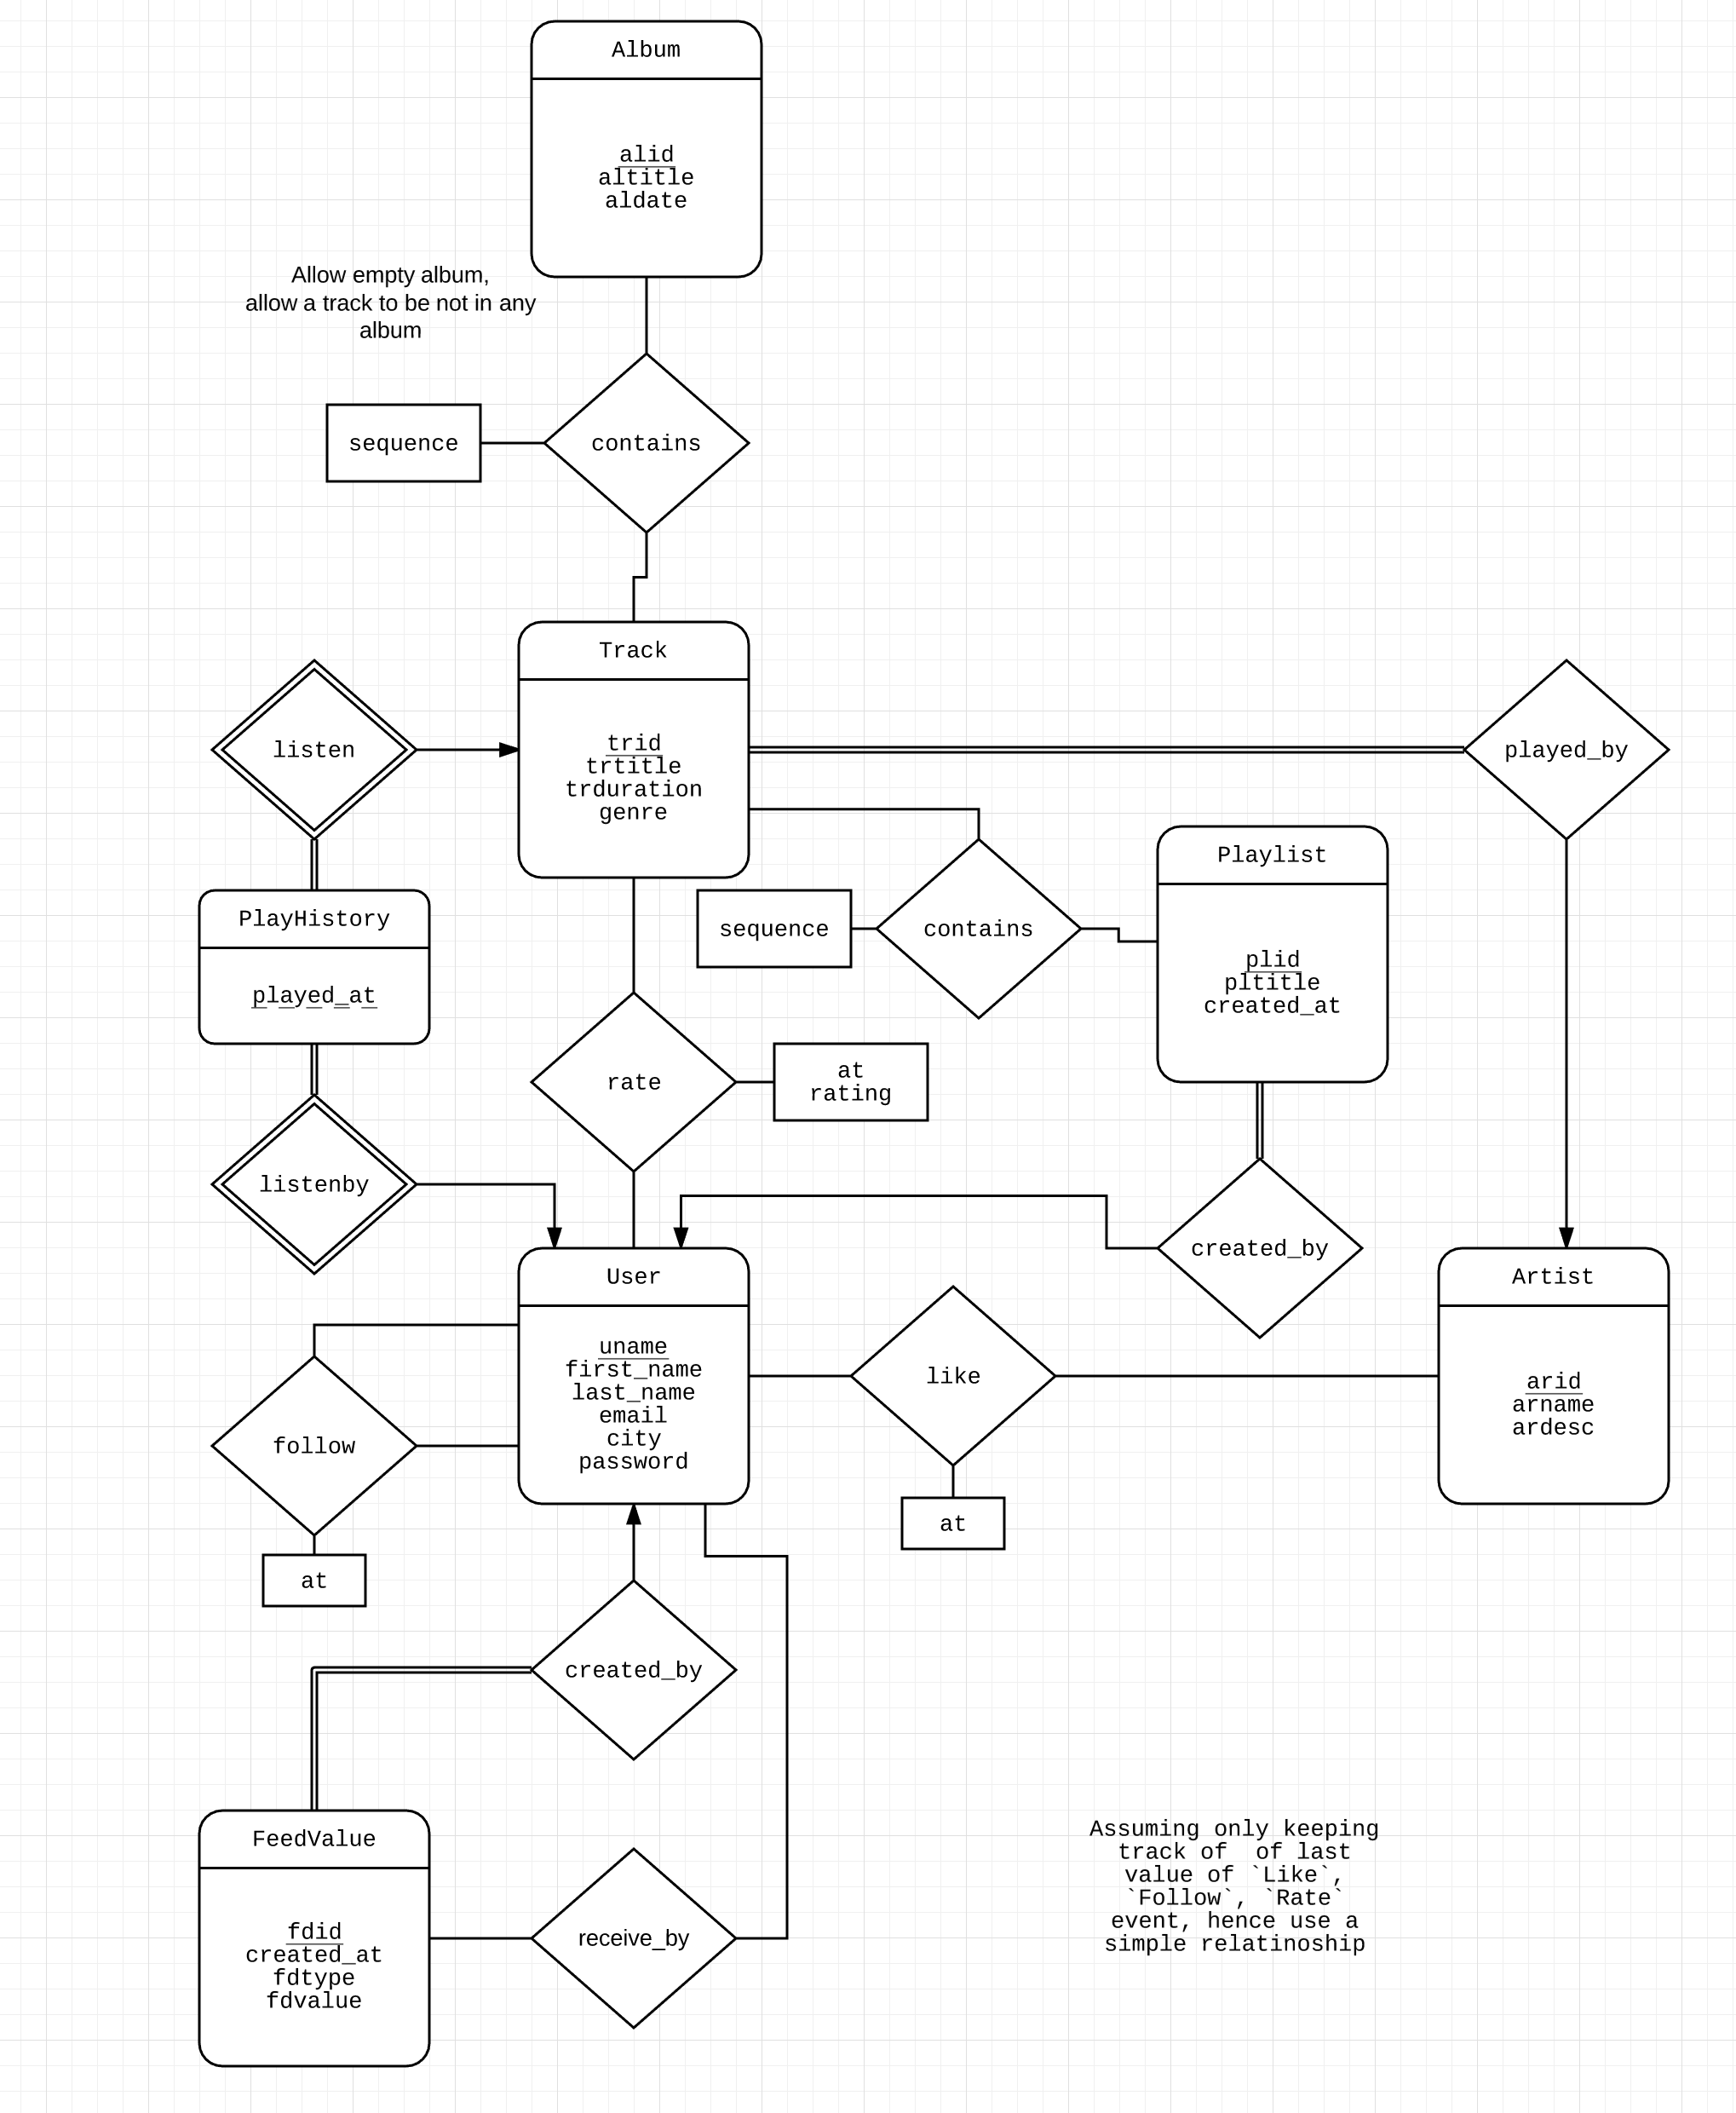 Album
alid
altitle
aldate
Allow empty album,
allow a track to be not in any
album
sequence
contains
Track
trid
trtitle
trduration
genre
listen
played_by
Playlist
plid
pltitle
created_at
PlayHistory
played_at
sequence
contains
rate
at
rating
listenby
created_by
User
uname
first_name
last_name
email
city
password
like
Artist
arid
arname
ardesc
follow
at
at
created_by
FeedValue
fdid
created_at
fdtype
fdvalue
receive_by
Assuming only keeping
track of  of last
value of `Like`,
`Follow`, `Rate`
event, hence use a
simple relatinoship